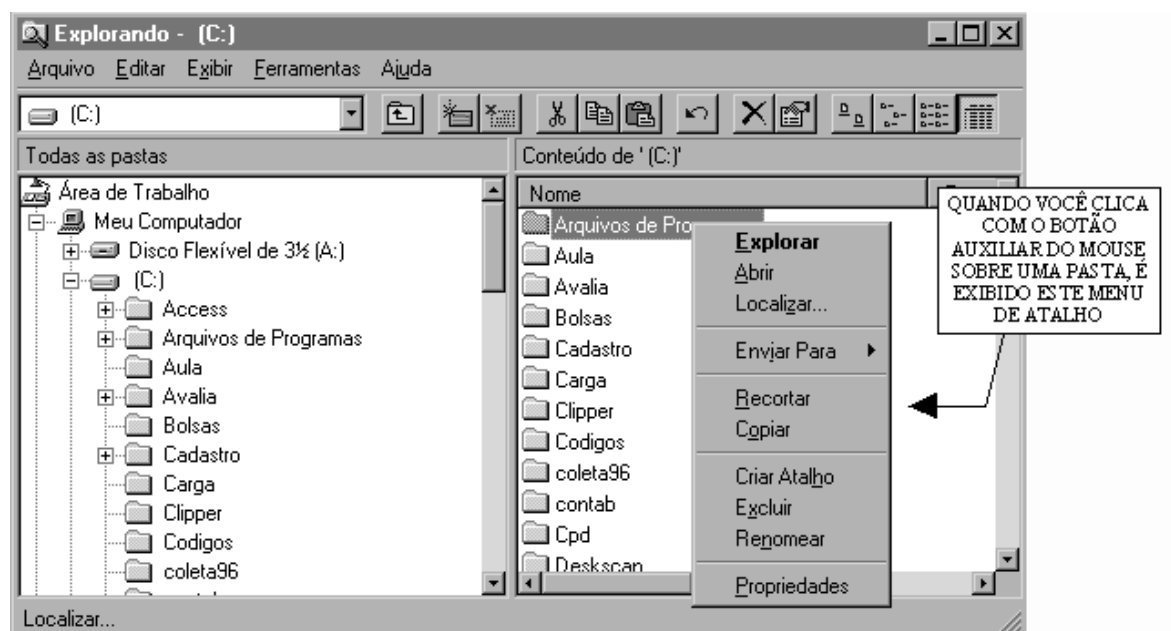 Explorando - (C:)
Arquivo Editar Exibir Ferramentas Ajuda
(C:)
Todas as pastas
Conteúdo de ' (C:)'
Área de Trabalho
Meu Computador
Disco Flexível de 3½ (A:)
(C:)
Access
Arquivos de Programas
Aula
Avalia
Bolsas
Cadastro
Carga
Clipper
Codigos
coleta96
Nome
Arquivos de Pro
Aula
Avalia
Bolsas
Cadastro
Carga
Clipper
Codigos
coleta96
contab
Cpd
Deskscan
Explorar
Abrir
Localizar...
Enviar Para
Recortar
Copiar
Criar Atalho
Excluir
Renomear
Propriedades
QUANDO VOCÊ CLICA
COM O BOTÃO
AUXILIAR DO MOUSE
SOBRE UMA PASTA, É
EXIBIDO ESTE MENU
DE ATALHO
Localizar...